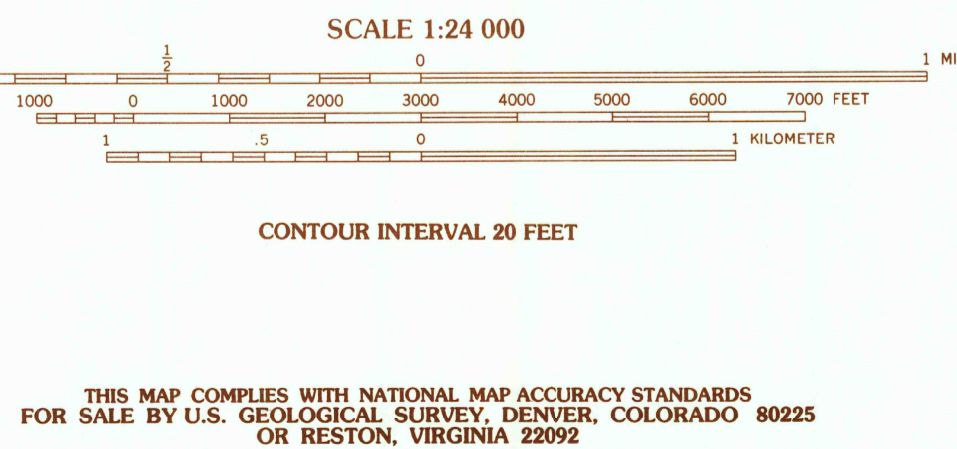 SCALE 1:24 000
1/2 0 1 MI
1000 0 1000 2000 3000 4000 5000 6000 7000 FEET
1 .5 0 1 KILOMETER
CONTOUR INTERVAL 20 FEET
THIS MAP COMPLIES WITH NATIONAL MAP ACCURACY STANDARDS
FOR SALE BY U.S. GEOLOGICAL SURVEY, DENVER, COLORADO 80225
OR RESTON, VIRGINIA 22092